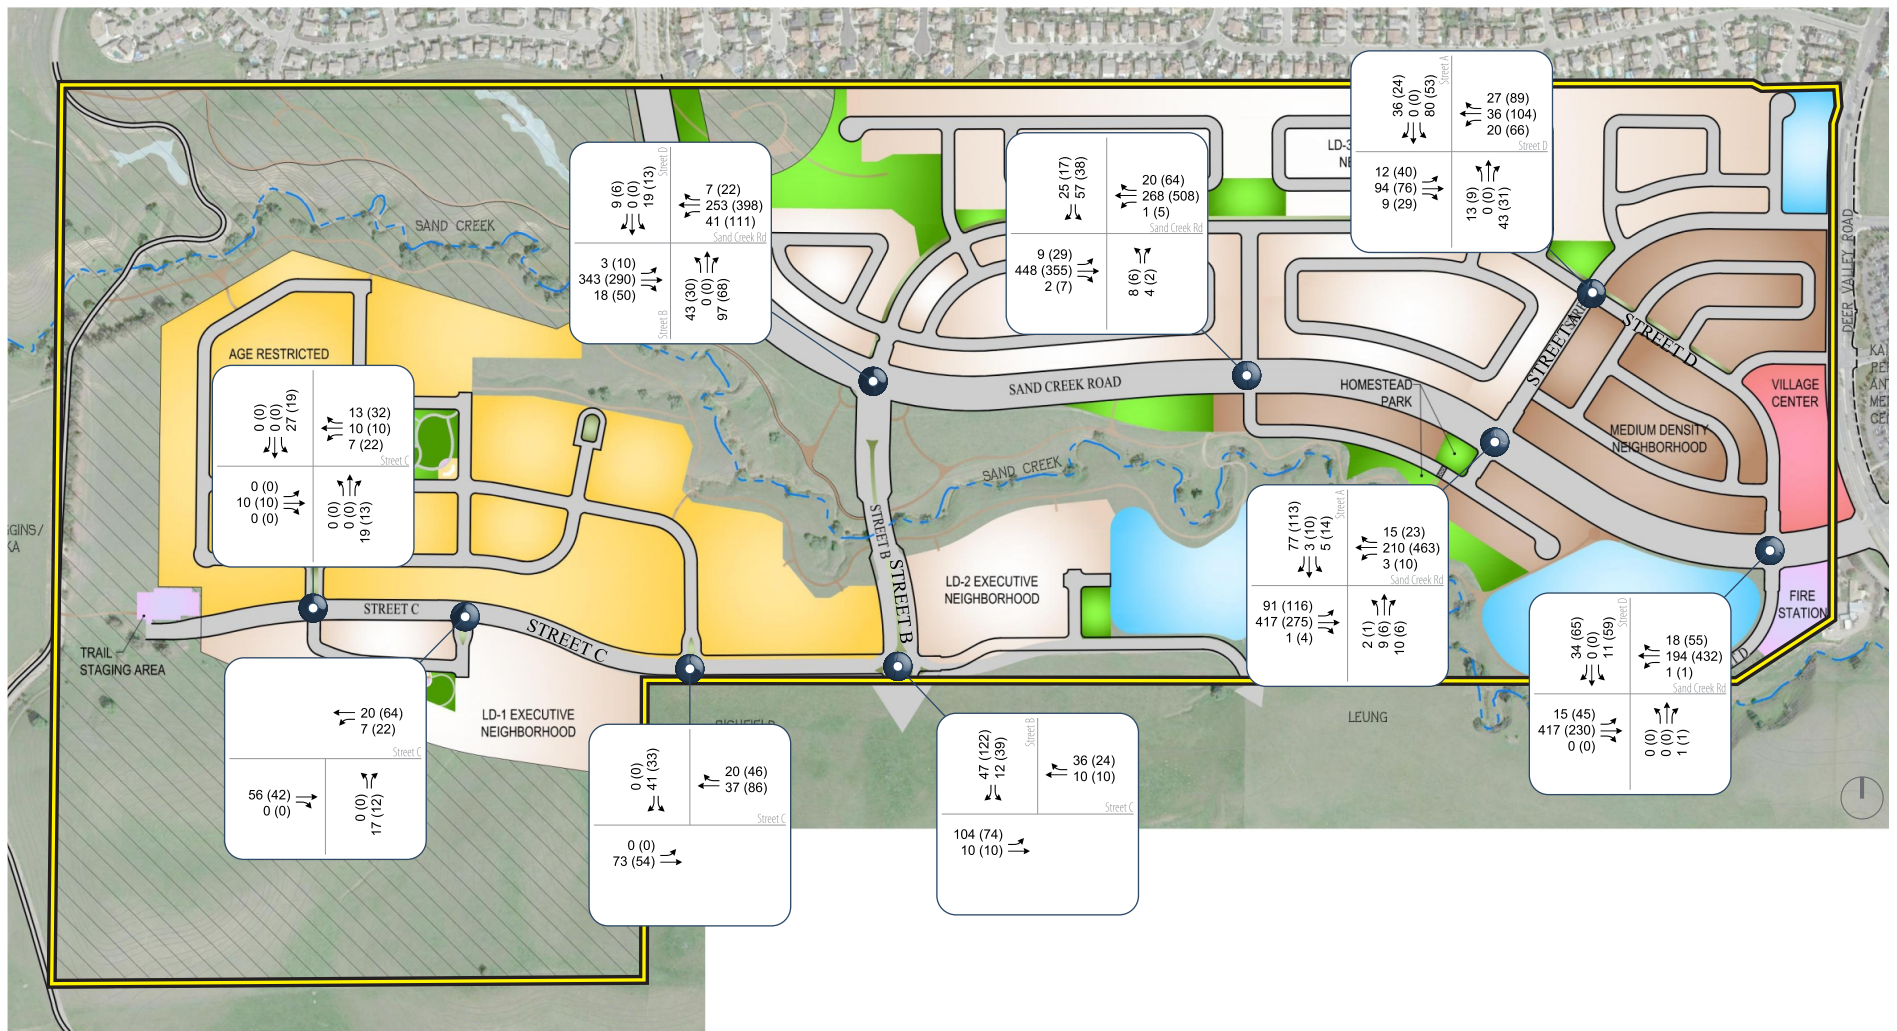 SAND CREEK
AGE RESTRICTED
STREET C
STREET C
TRAIL
STAGING AREA
LD-1 EXECUTIVE
NEIGHBORHOOD
LD-2 EXECUTIVE
NEIGHBORHOOD
STREET B
STREET B
SAND CREEK
SAND CREEK ROAD
HOMESTEAD
PARK
STREET D
MEDIUM DENSITY
NEIGHBORHOOD
VILLAGE
CENTER
FIRE
STATION
DEER VALLEY ROAD
LEUNG
LD-3
9 (6)
0 (0)
19 (13)
Street D
7 (22)
253 (398)
41 (111)
Sand Creek Rd
3 (10)
343 (290)
18 (50)
Street B
43 (30)
0 (0)
97 (68)
225 (17)
57 (38)
20 (64)
268 (508)
1 (5)
Sand Creek Rd
9 (29)
448 (355)
2 (7)
8 (6)
4 (2)
36 (24)
0 (0)
80 (53)
Street A
27 (89)
36 (104)
20 (66)
Street D
12 (40)
94 (76)
9 (29)
13 (9)
0 (0)
43 (31)
0 (0)
0 (0)
27 (19)
13 (32)
10 (10)
7 (22)
Street C
0 (0)
10 (10)
0 (0)
0 (0)
0 (0)
19 (13)
77 (113)
3 (10)
5 (14)
Street A
15 (23)
210 (463)
3 (10)
Sand Creek Rd
91 (116)
417 (275)
1 (4)
2 (1)
9 (6)
10 (6)
34 (65)
0 (0)
11 (59)
Street D
18 (55)
194 (432)
1 (1)
Sand Creek Rd
15 (45)
417 (230)
0 (0)
0 (0)
0 (0)
1 (1)
20 (64)
7 (22)
Street C
56 (42)
0 (0)
0 (0)
17 (12)
0 (0)
41 (33)
20 (46)
37 (86)
Street C
0 (0)
73 (54)
47 (122)
12 (39)
Street B
36 (24)
10 (10)
Street C
104 (74)
10 (10)